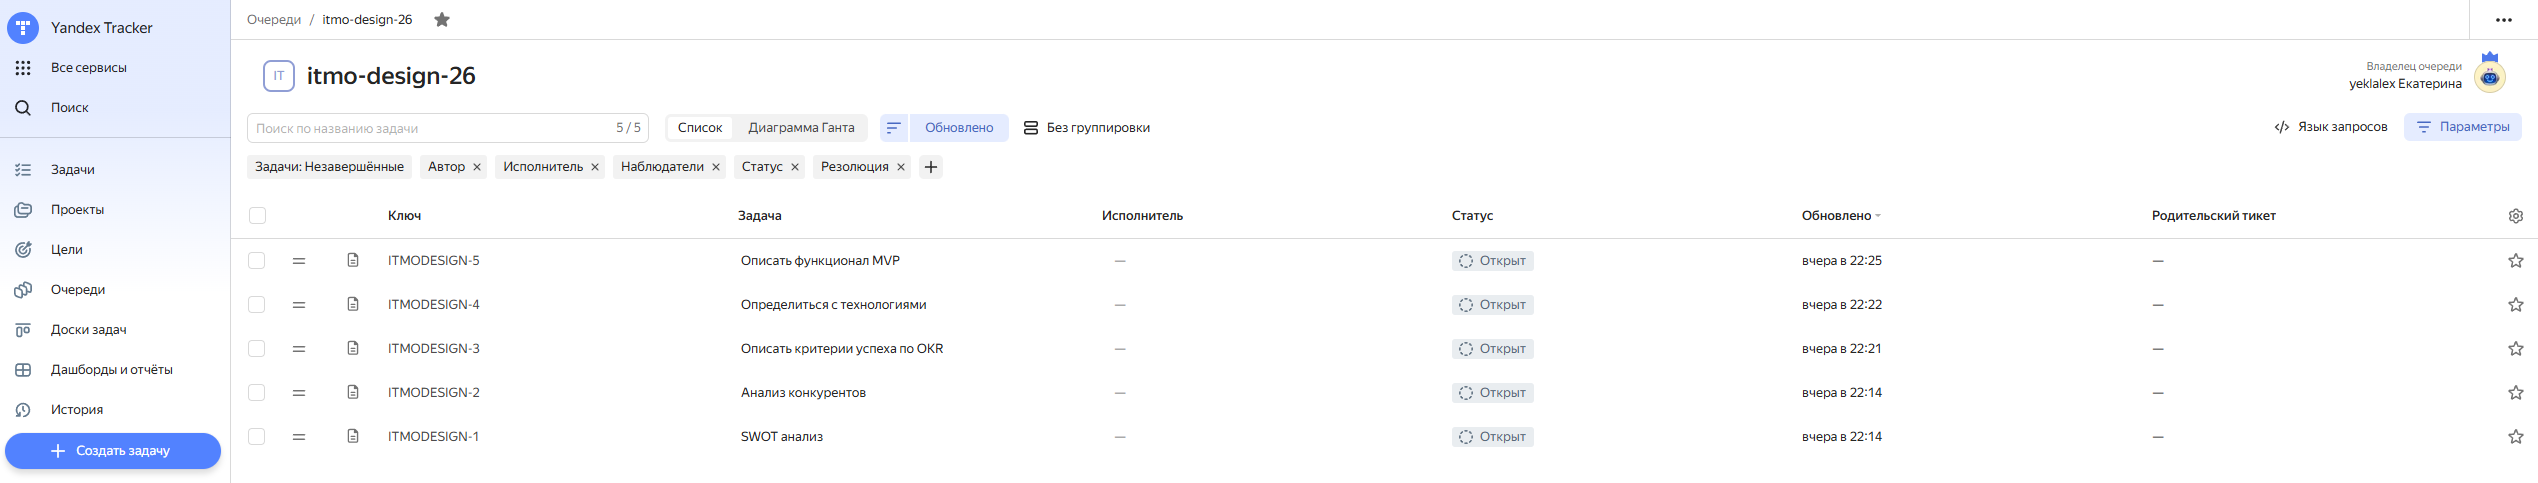 Yandex Tracker
Все сервисы
Поиск
Задачи
Проекты
Цели
Очереди
Доски задач
Дашборды и отчёты
История
Создать задачу
Очереди / itmo-design-26
IT itmo-design-26
Владелец очереди
yeklalex Екатерина
Поиск по названию задачи 5 / 5 Список Диаграмма Ганта Обновлено Без группировки Язык запросов Параметры
Задачи: Незавершённые Автор Исполнитель Наблюдатели Статус Резолюция
Ключ Задача Исполнитель Статус Обновлено Родительский тикет
ITMODESIGN-5 Описать функционал MVP — Открыт вчера в 22:25 —
ITMODESIGN-4 Определиться с технологиями — Открыт вчера в 22:22 —
ITMODESIGN-3 Описать критерии успеха по OKR — Открыт вчера в 22:21 —
ITMODESIGN-2 Анализ конкурентов — Открыт вчера в 22:14 —
ITMODESIGN-1 SWOT анализ — Открыт вчера в 22:14 —